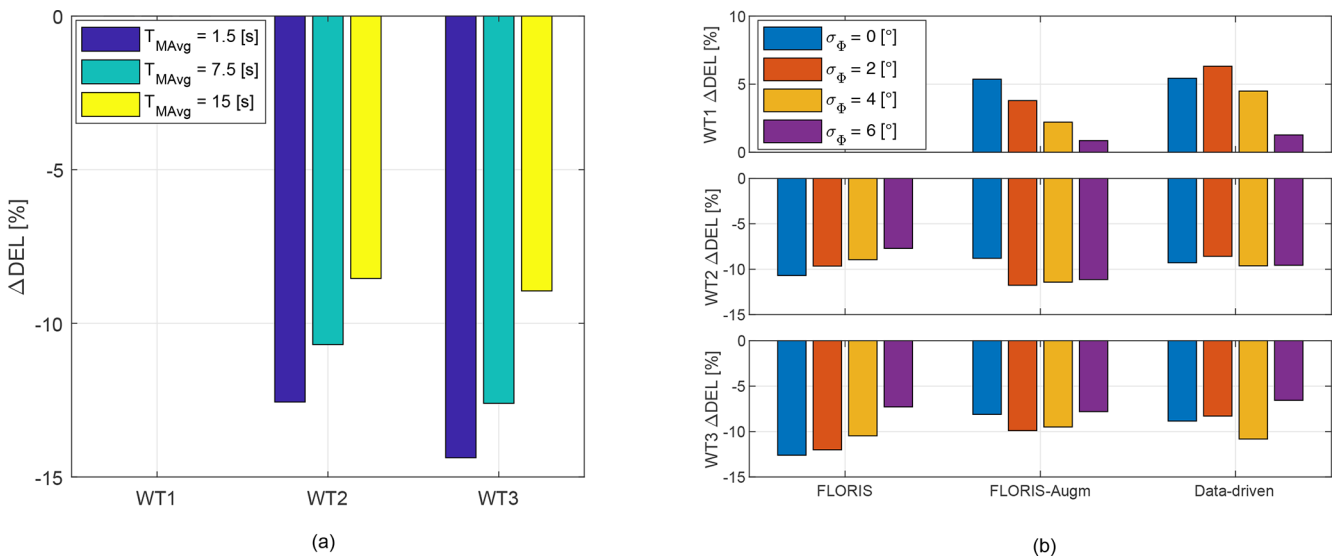 0
-5
-10
-15
ΔDEL [%]
T_MAvg = 1.5 [s]
T_MAvg = 7.5 [s]
T_MAvg = 15 [s]
WT1 WT2 WT3
(a)
10
5
0
WT1 ΔDEL [%]
σ_Φ = 0 [°]
σ_Φ = 2 [°]
σ_Φ = 4 [°]
σ_Φ = 6 [°]
0
-5
-10
-15
WT2 ΔDEL [%]
0
-5
-10
-15
WT3 ΔDEL [%]
FLORIS FLORIS-Augm Data-driven
(b)